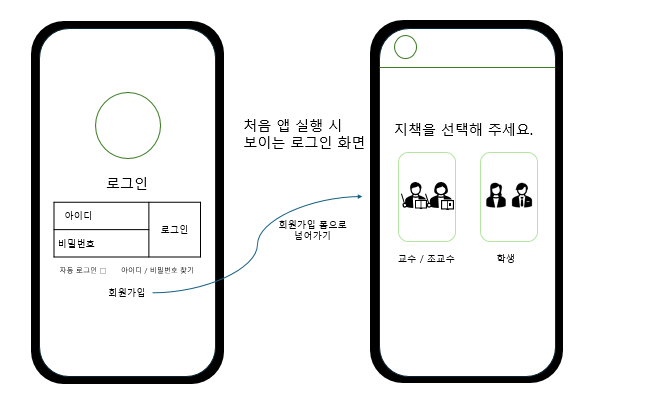 로그인
아이디
비밀번호
로그인
자동 로그인 □
아이디 / 비밀번호 찾기
회원가입
처음 앱 실행 시
보이는 로그인 화면
회원가입 폼으로
넘어가기
지책을 선택해 주세요.
교수 / 조교수
학생